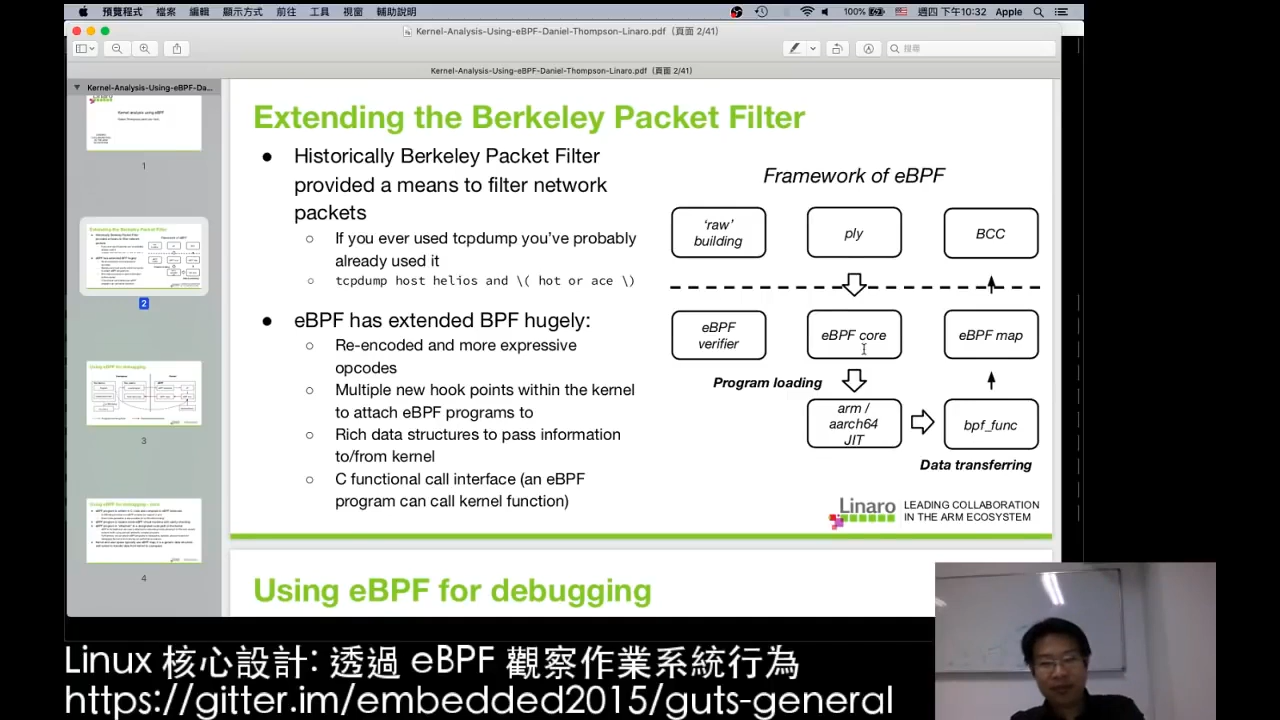 預覽程式 檔案 編輯 顯示方式 前往 工具 視窗 輔助說明 100% 週四 下午10:32 Apple
Kernel-Analysis-Using-eBPF-Daniel-Thompson-Linaro.pdf（頁面 2/41）
搜尋
Kernel-Analysis-Using-eBPF-Daniel-Thompson-Linaro.pdf（頁面 2/41）
Kernel-Analysis-Using-eBPF-Da...
Linaro
Kernel analysis using eBPF
1
2
3
4
Extending the Berkeley Packet Filter
● Historically Berkeley Packet Filter
provided a means to filter network
packets
○ If you ever used tcpdump you’ve probably
already used it
○ tcpdump host helios and \( hot or ace \)
● eBPF has extended BPF hugely:
○ Re-encoded and more expressive
opcodes
○ Multiple new hook points within the kernel
to attach eBPF programs to
○ Rich data structures to pass information
to/from kernel
○ C functional call interface (an eBPF
program can call kernel function)
Framework of eBPF
‘raw’
building
ply
BCC
eBPF
verifier
eBPF core
eBPF map
Program loading
arm /
aarch64
JIT
bpf_func
Data transferring
Linaro
LEADING COLLABORATION
IN THE ARM ECOSYSTEM
Using eBPF for debugging
Linux 核心設計: 透過 eBPF 觀察作業系統行為
https://gitter.im/embedded2015/guts-general